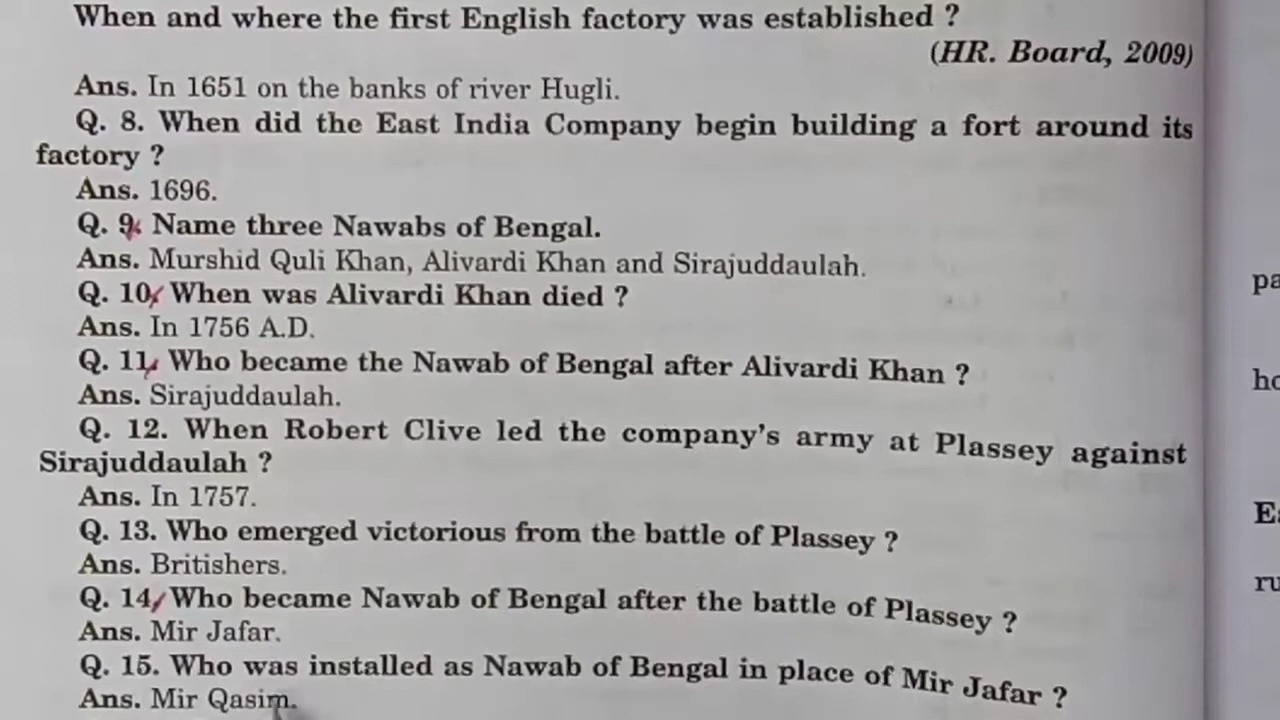 When and where the first English factory was established ?
(HR. Board, 2009)
Ans. In 1651 on the banks of river Hugli.
Q. 8. When did the East India Company begin building a fort around its
factory ?
Ans. 1696.
Q. 9. Name three Nawabs of Bengal.
Ans. Murshid Quli Khan, Alivardi Khan and Sirajuddaulah.
Q. 10. When was Alivardi Khan died ?
Ans. In 1756 A.D.
Q. 11. Who became the Nawab of Bengal after Alivardi Khan ?
Ans. Sirajuddaulah.
Q. 12. When Robert Clive led the company's army at Plassey against
Sirajuddaulah ?
Ans. In 1757.
Q. 13. Who emerged victorious from the battle of Plassey ?
Ans. Britishers.
Q. 14. Who became Nawab of Bengal after the battle of Plassey ?
Ans. Mir Jafar.
Q. 15. Who was installed as Nawab of Bengal in place of Mir Jafar ?
Ans. Mir Qasim.